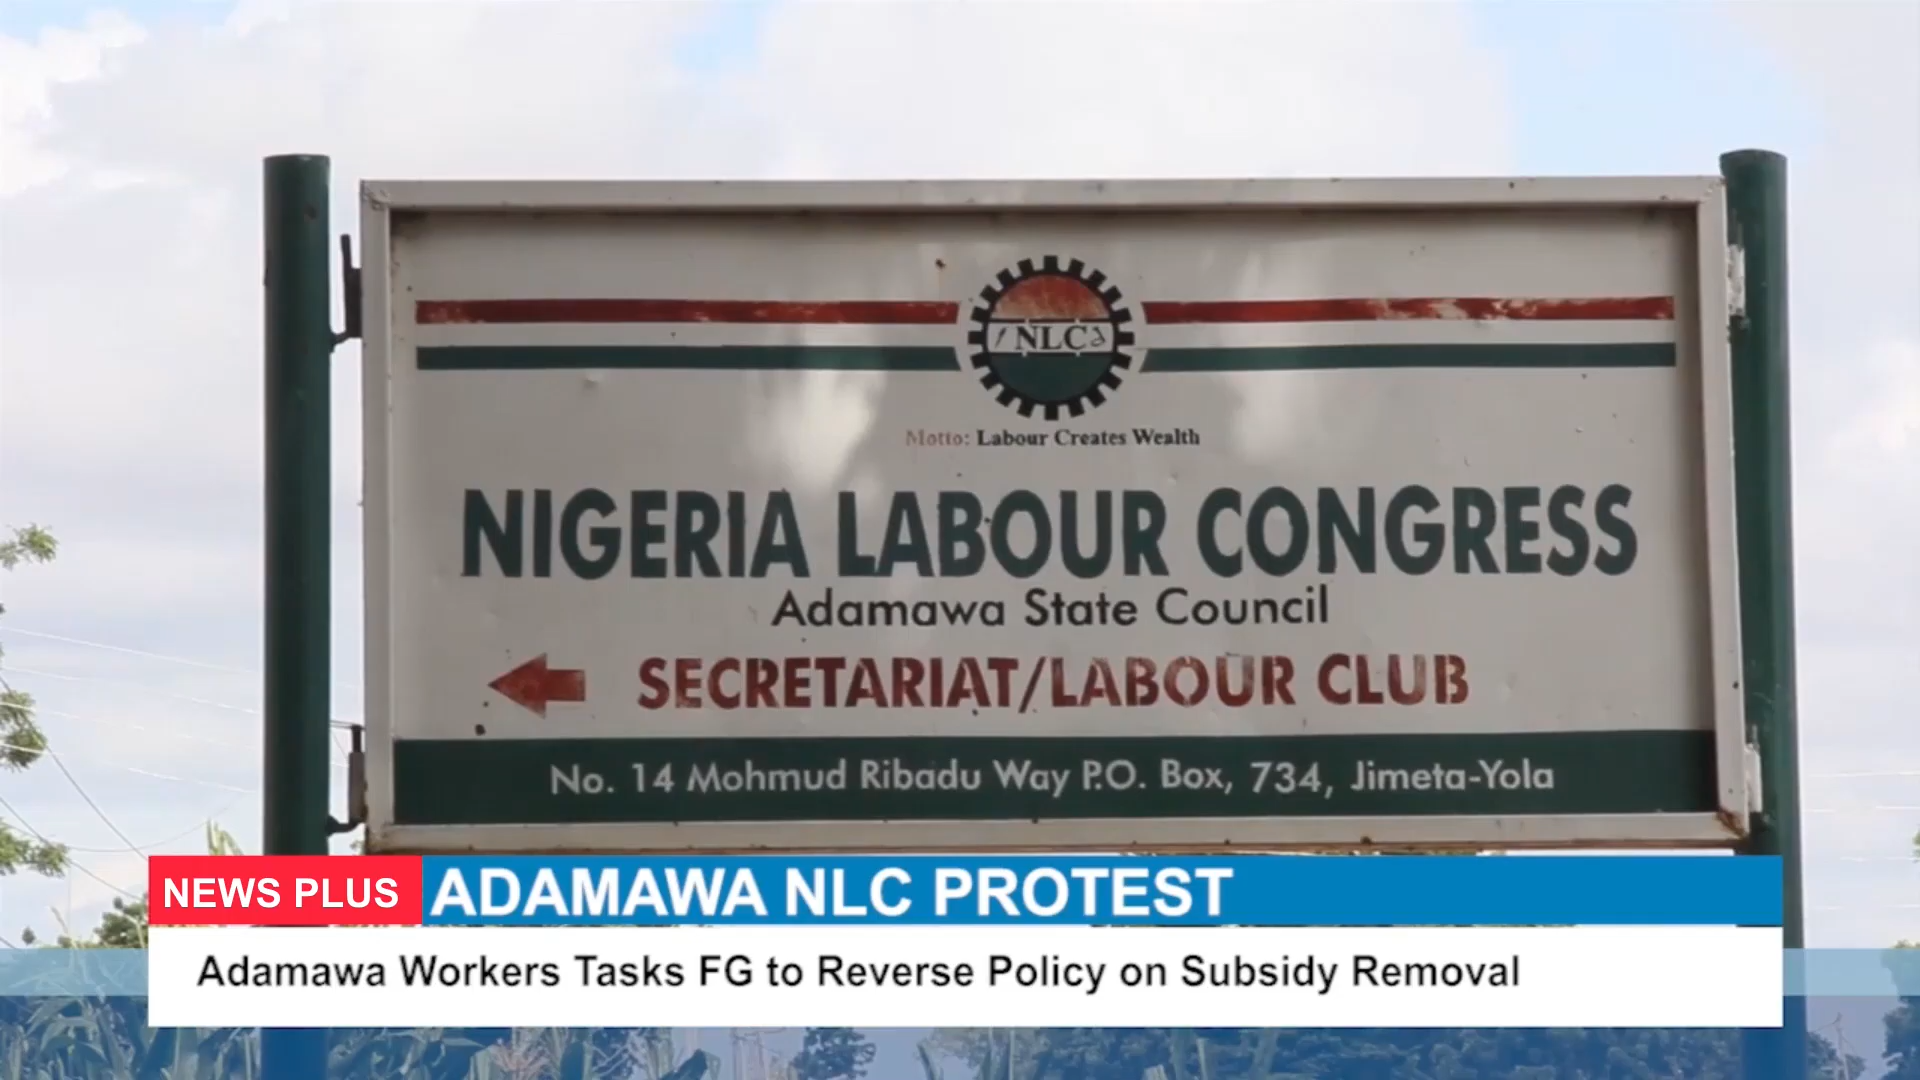 NLC
Motto: Labour Creates Wealth
NIGERIA LABOUR CONGRESS
Adamawa State Council
SECRETARIAT/LABOUR CLUB
No. 14 Mohmud Ribadu Way P.O. Box, 734, Jimeta-Yola
NEWS PLUS ADAMAWA NLC PROTEST
Adamawa Workers Tasks FG to Reverse Policy on Subsidy Removal